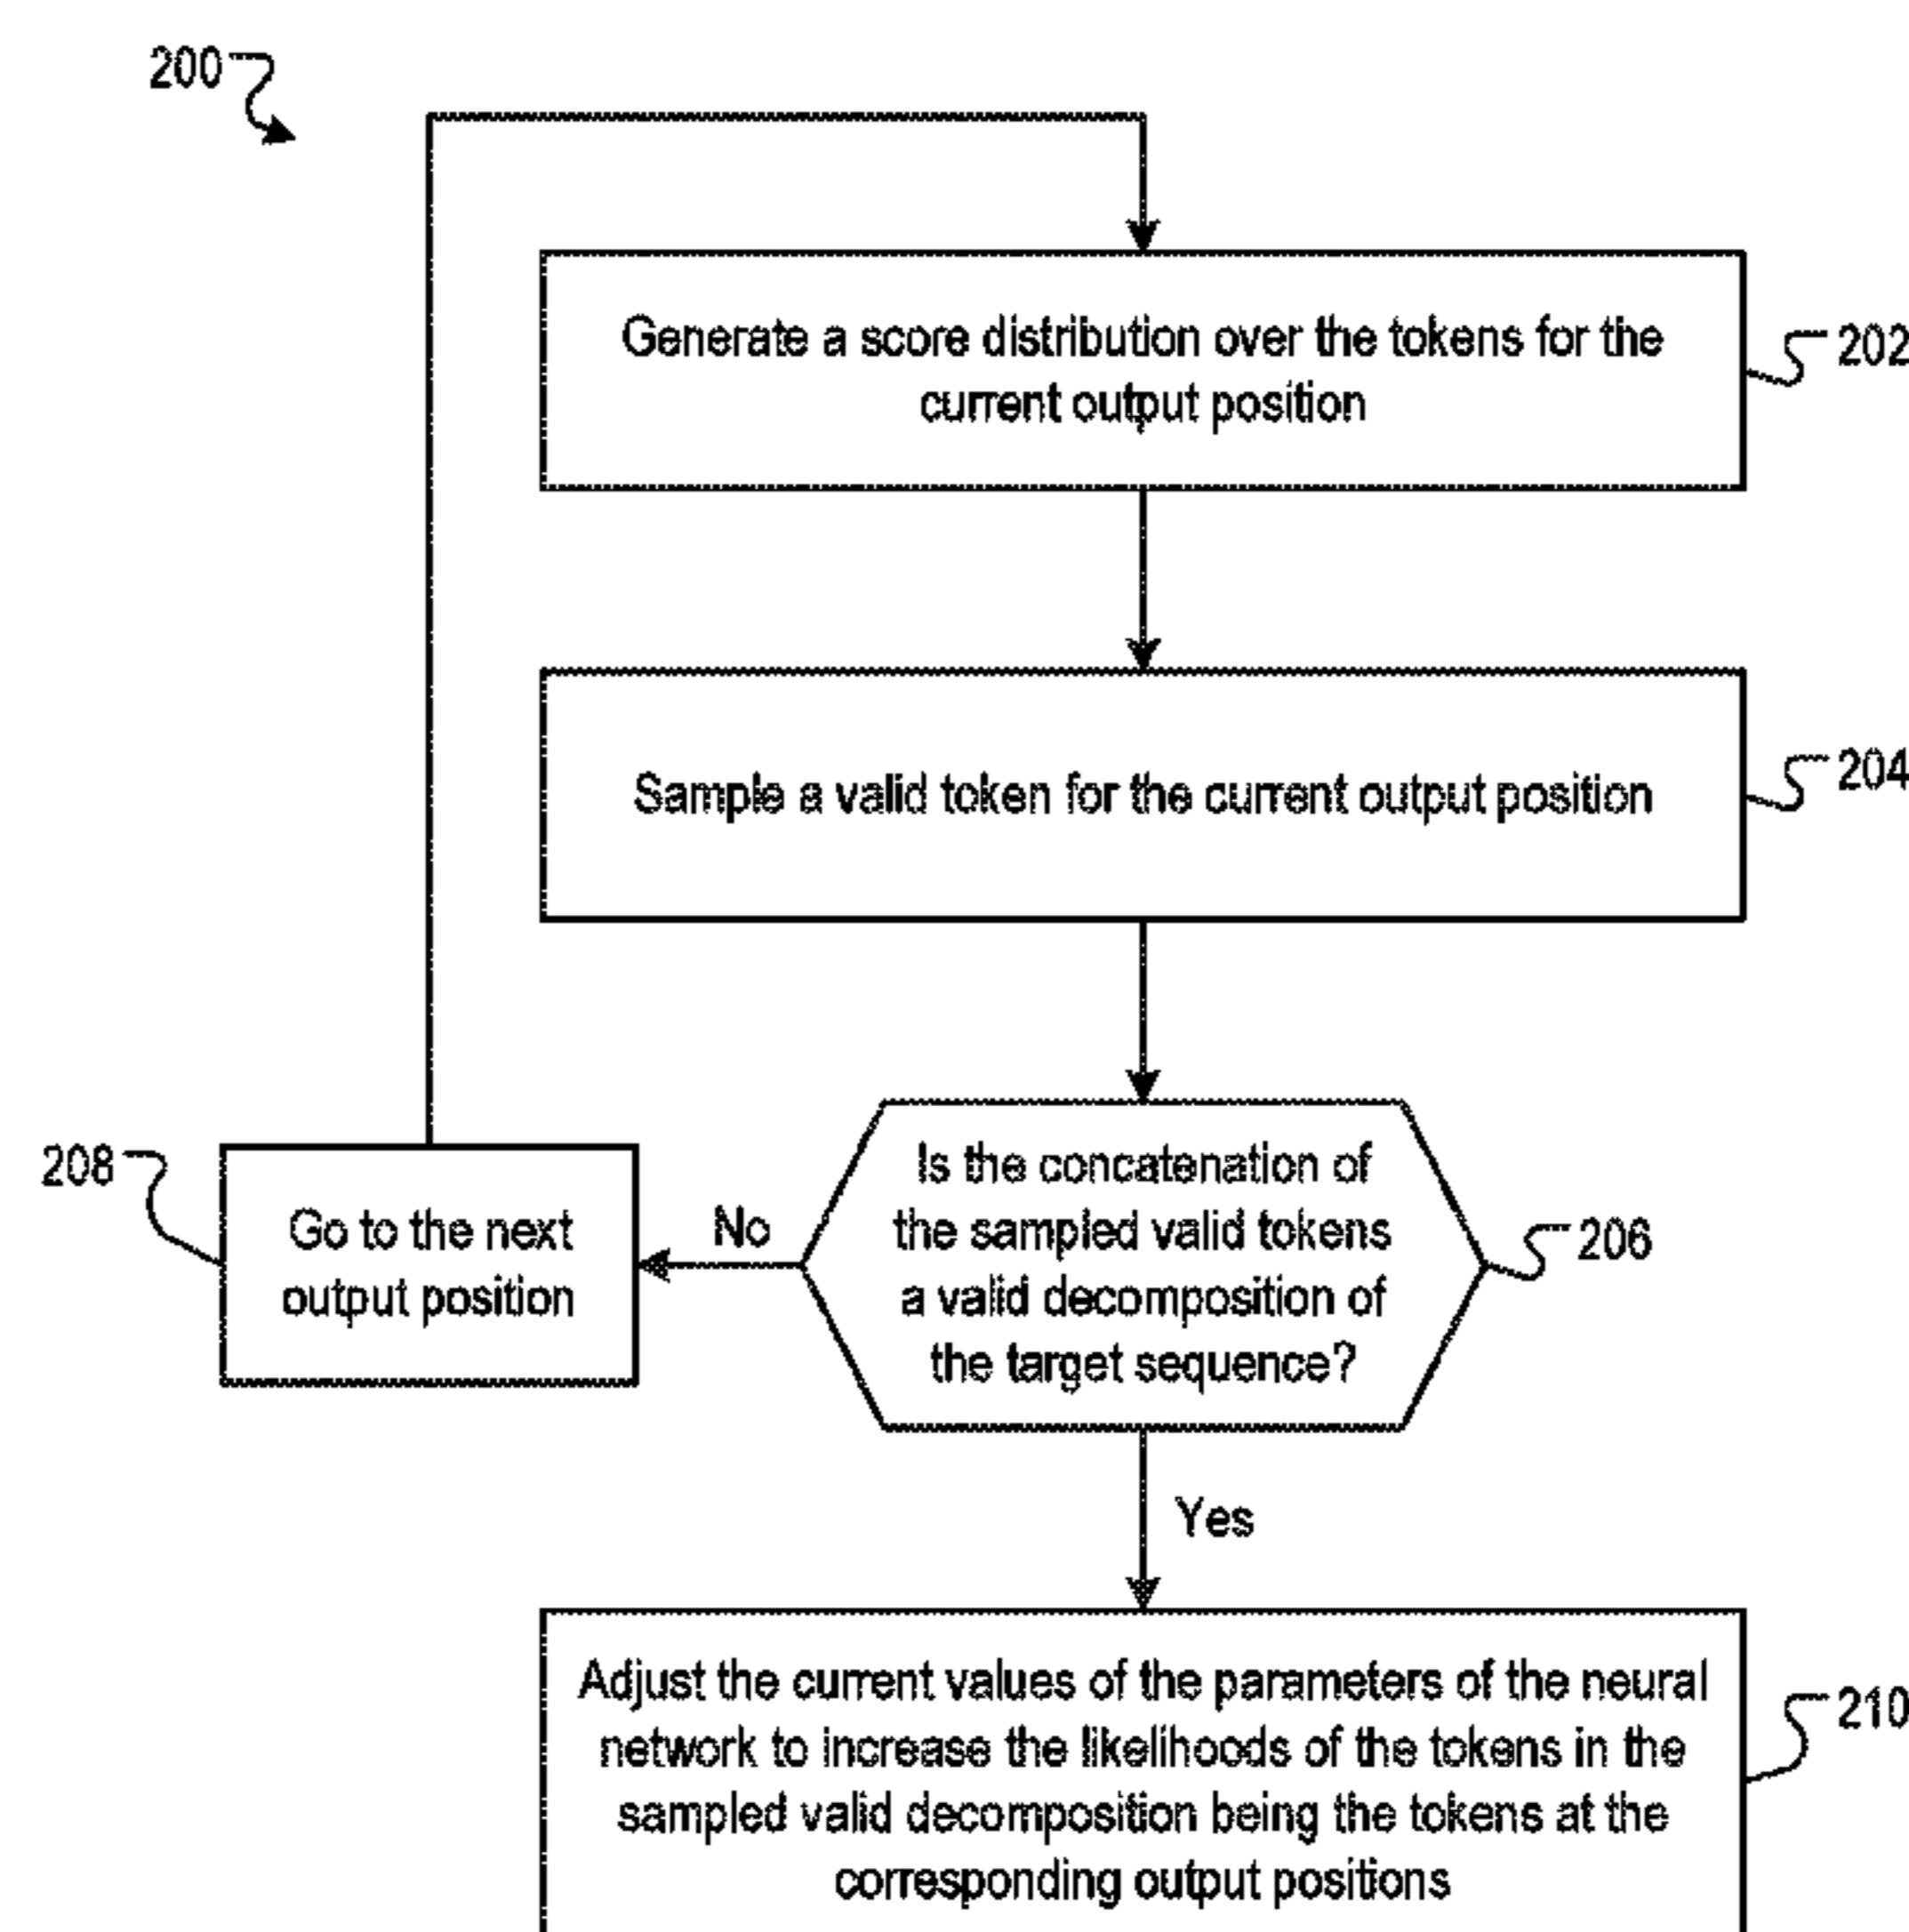 200
Generate a score distribution over the tokens for the
current output position
202
Sample a valid token for the current output position
204
Is the concatenation of
the sampled valid tokens
a valid decomposition of
the target sequence?
206
No
208
Go to the next
output position
Yes
Adjust the current values of the parameters of the neural
network to increase the likelihoods of the tokens in the
sampled valid decomposition being the tokens at the
corresponding output positions
210